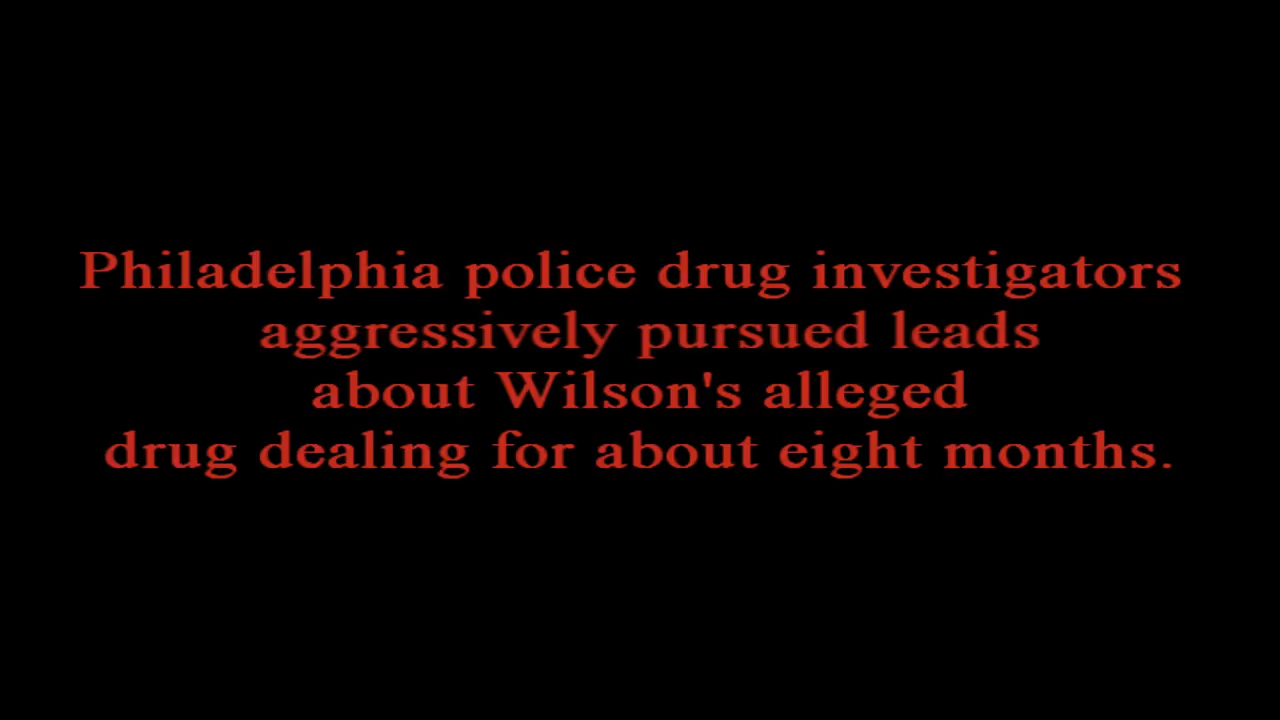 Philadelphia police drug investigators
aggressively pursued leads
about Wilson's alleged
drug dealing for about eight months.